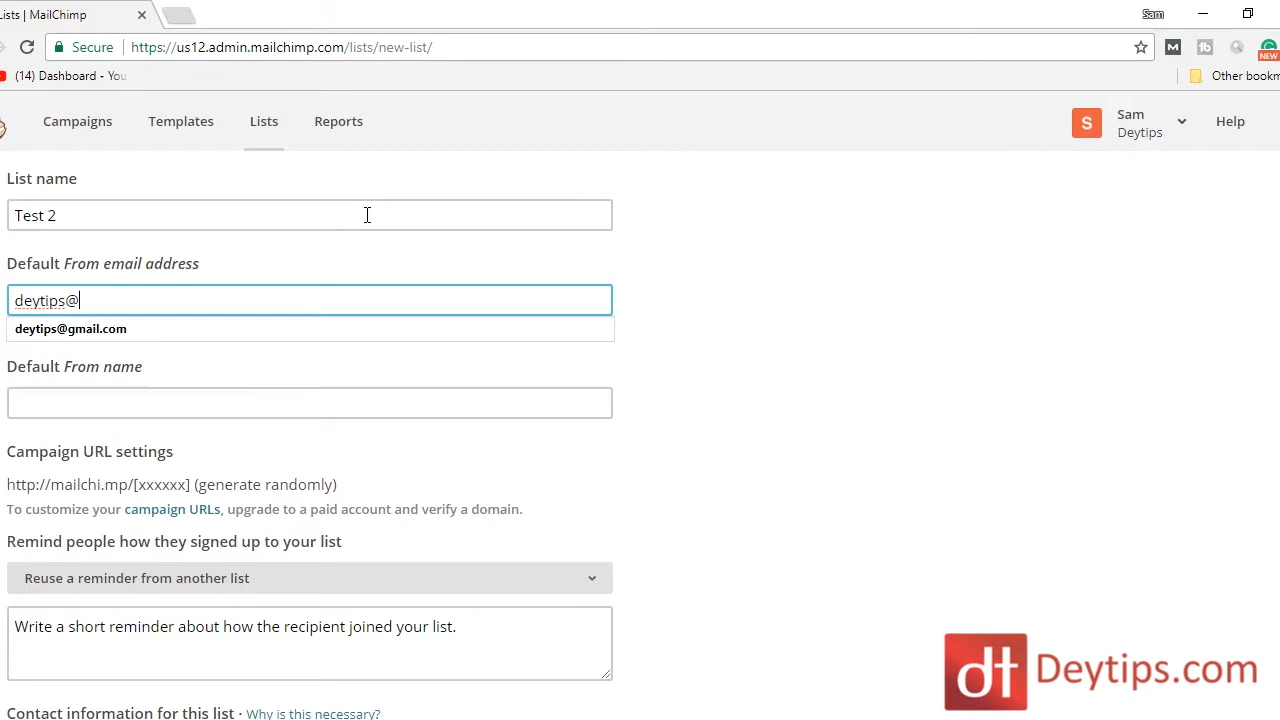 Lists | MailChimp
Sam
Secure https://us12.admin.mailchimp.com/lists/new-list/
M
tb
NEW
(14) Dashboard - You
Other bookm
Campaigns Templates Lists Reports
S
Sam
Deytips
Help
List name
Test 2
Default From email address
deytips@
deytips@gmail.com
Default From name
Campaign URL settings
http://mailchi.mp/[xxxxxx] (generate randomly)
To customize your campaign URLs, upgrade to a paid account and verify a domain.
Remind people how they signed up to your list
Reuse a reminder from another list
Write a short reminder about how the recipient joined your list.
dt Deytips.com
Contact information for this list · Why is this necessary?